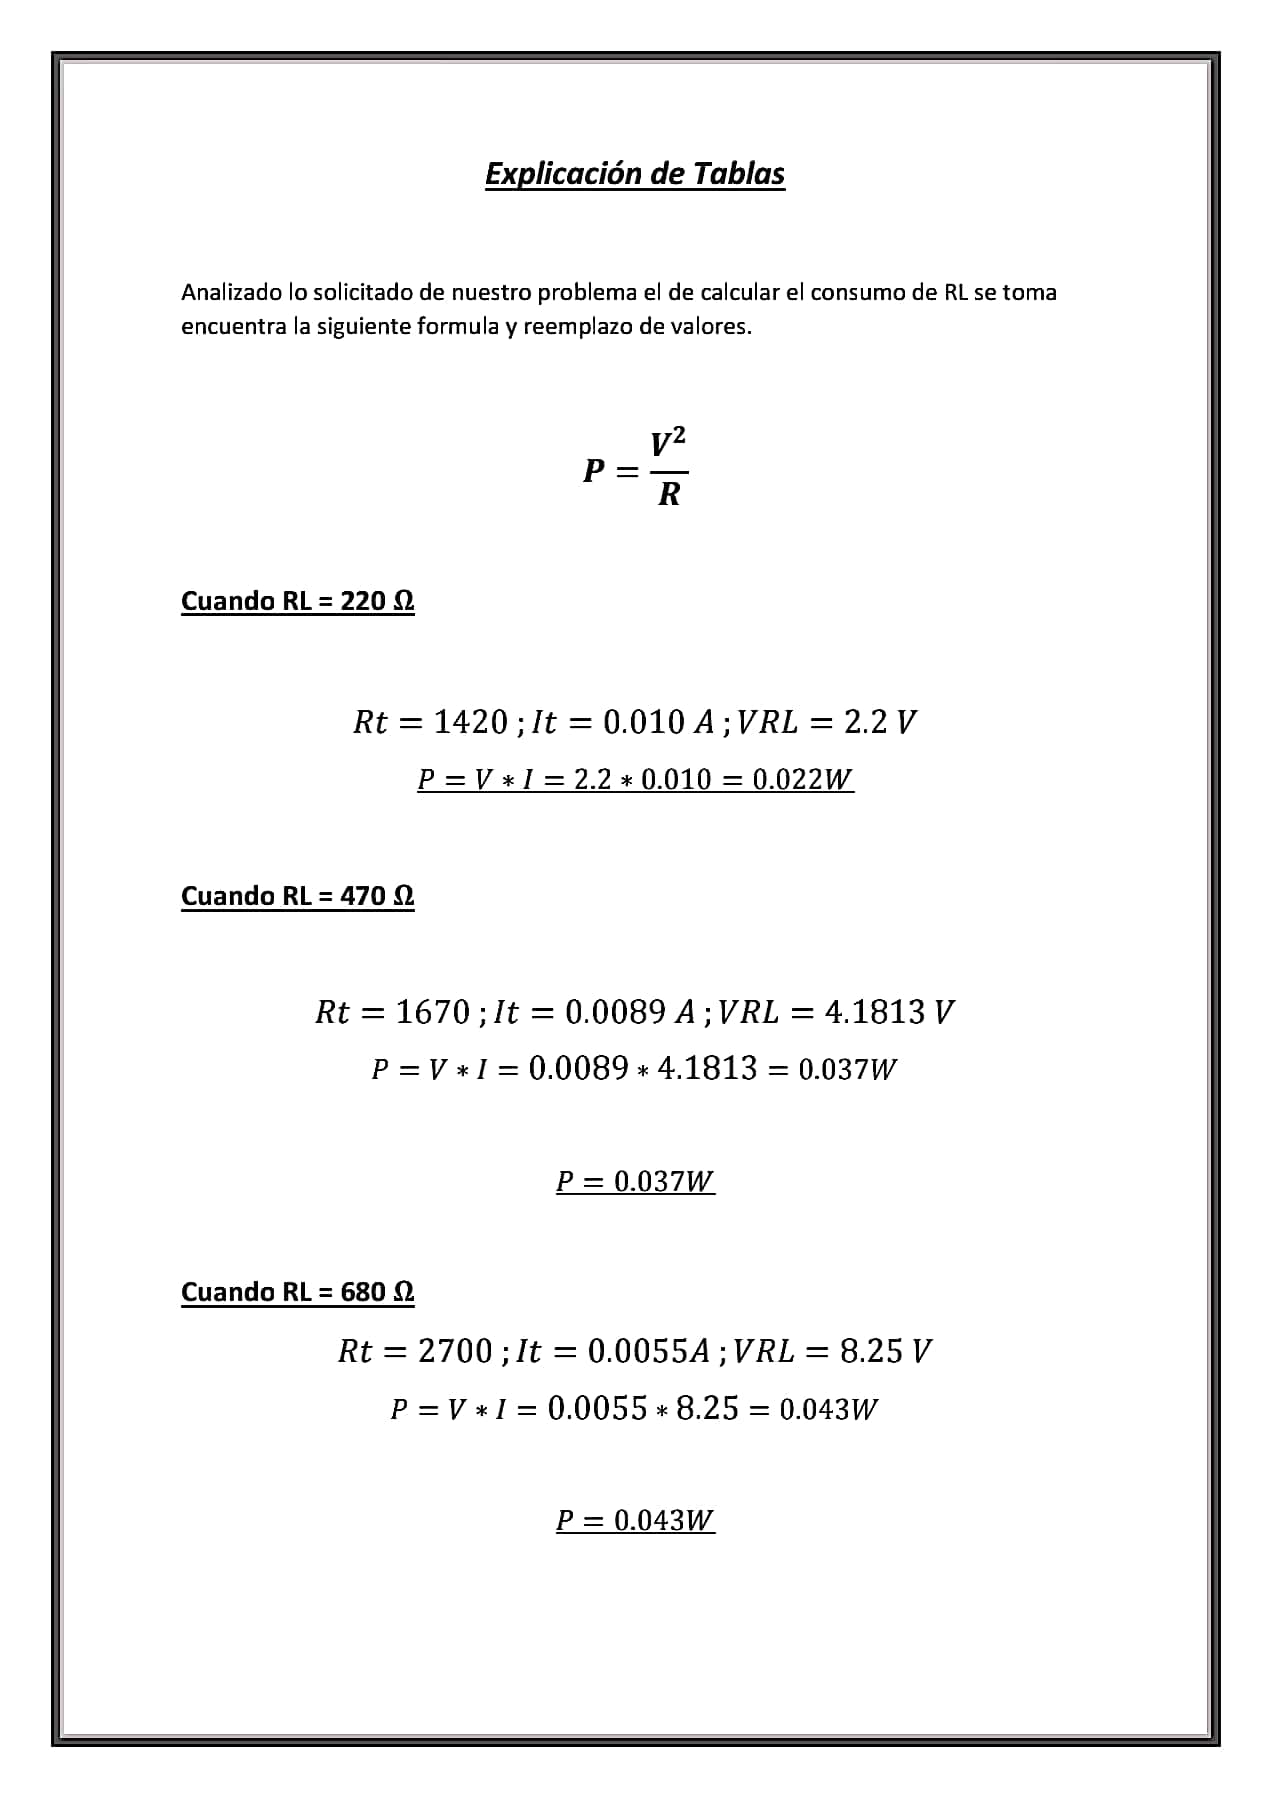 Explicación de Tablas
Analizado lo solicitado de nuestro problema el de calcular el consumo de RL se toma
encuentra la siguiente formula y reemplazo de valores.
P = V²/R
Cuando RL = 220 Ω
Rt = 1420 ; It = 0.010 A ; VRL = 2.2 V
P = V * I = 2.2 * 0.010 = 0.022W
Cuando RL = 470 Ω
Rt = 1670 ; It = 0.0089 A ; VRL = 4.1813 V
P = V * I = 0.0089 * 4.1813 = 0.037W
P = 0.037W
Cuando RL = 680 Ω
Rt = 2700 ; It = 0.0055A ; VRL = 8.25 V
P = V * I = 0.0055 * 8.25 = 0.043W
P = 0.043W